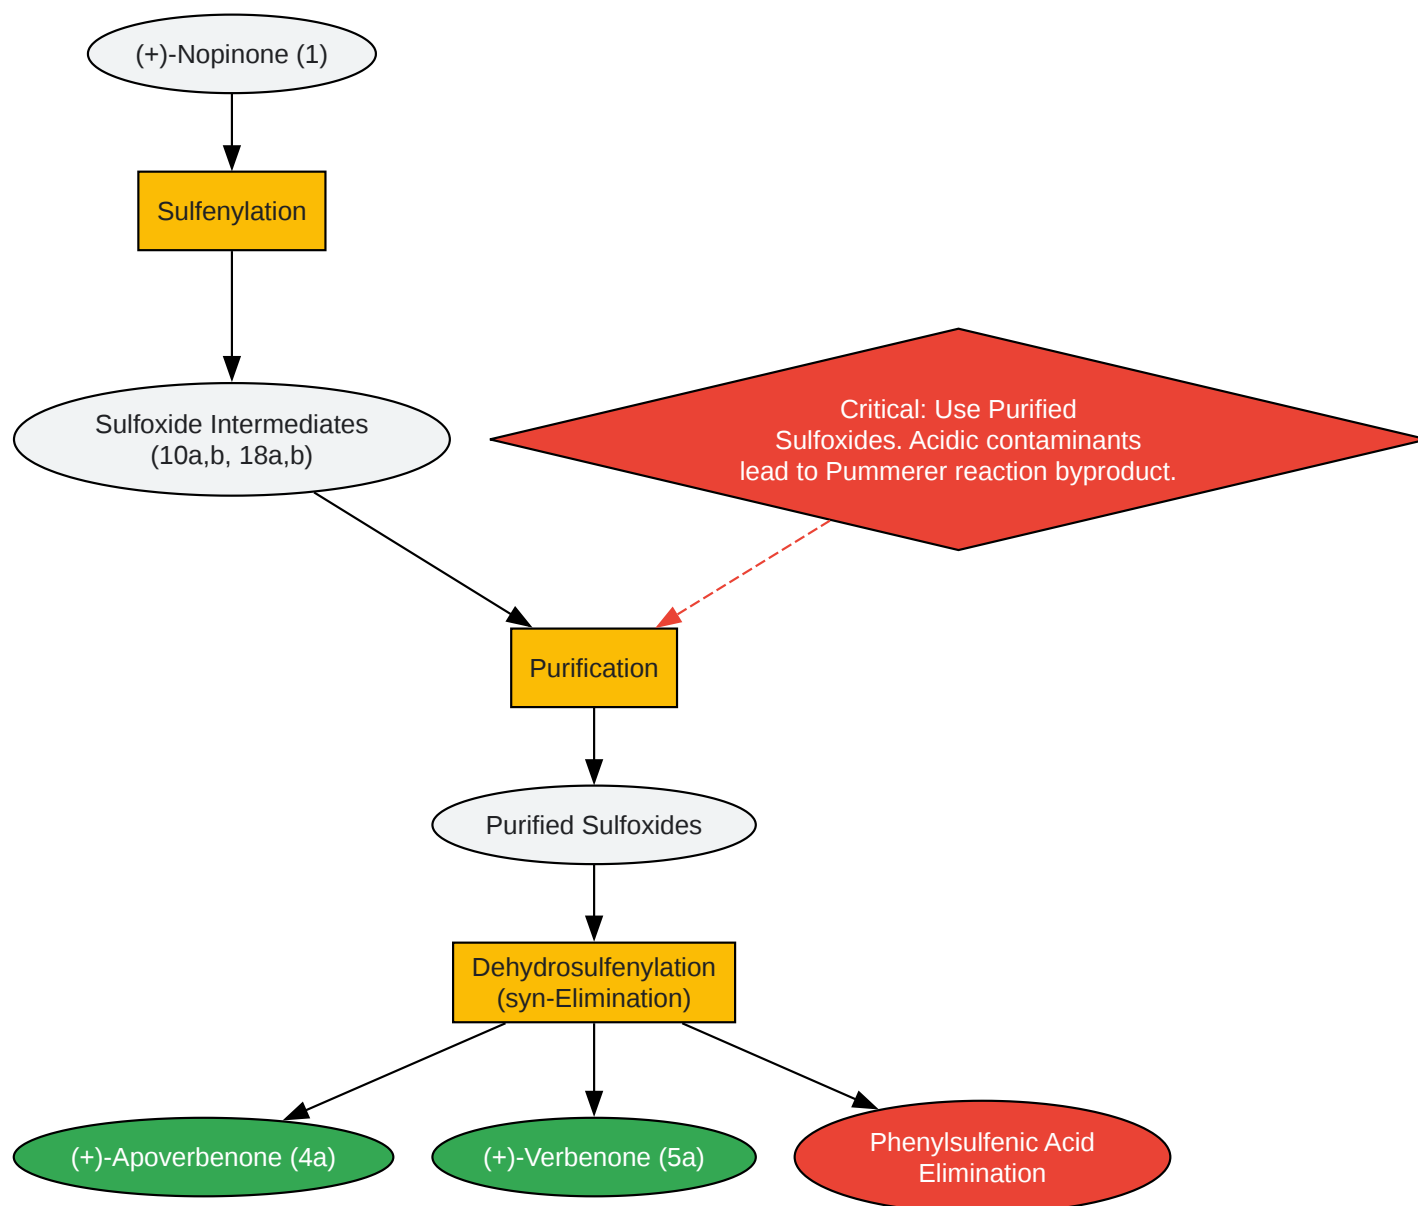 (+)-Nopinone (1)
Sulfenylation
Sulfoxide Intermediates
(10a,b, 18a,b)
Critical: Use Purified
Sulfoxides. Acidic contaminants
lead to Pummerer reaction byproduct.
Purification
Purified Sulfoxides
Dehydrosulfenylation
(syn-Elimination)
(+)-Apoverbenone (4a)
(+)-Verbenone (5a)
Phenylsulfenic Acid
Elimination